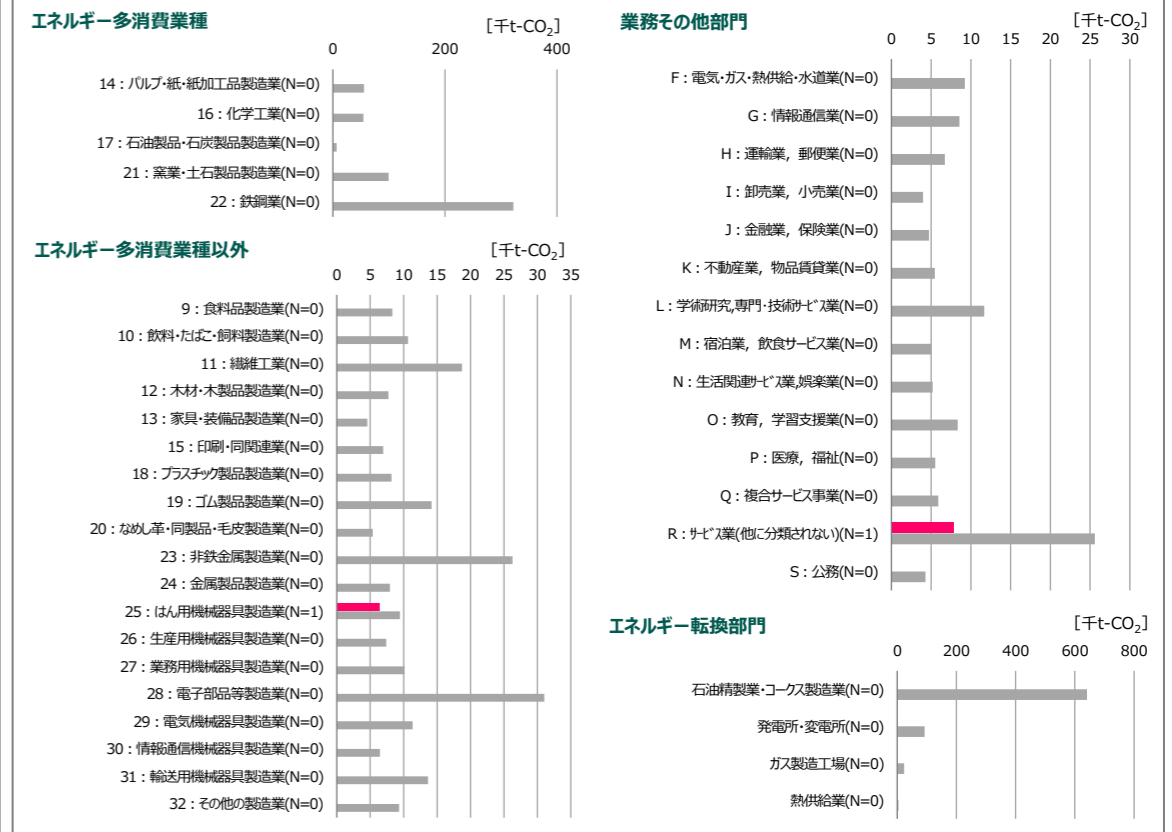 エネルギー多消費業種
[千t-CO2]
0 200 400
14：パルプ・紙・紙加工品製造業(N=0)
16：化学工業(N=0)
17：石油製品・石炭製品製造業(N=0)
21：窯業・土石製品製造業(N=0)
22：鉄鋼業(N=0)
エネルギー多消費業種以外
[千t-CO2]
0 5 10 15 20 25 30 35
9：食料品製造業(N=0)
10：飲料・たばこ・飼料製造業(N=0)
11：繊維工業(N=0)
12：木材・木製品製造業(N=0)
13：家具・装備品製造業(N=0)
15：印刷・同関連業(N=0)
18：プラスチック製品製造業(N=0)
19：ゴム製品製造業(N=0)
20：なめし革・同製品・毛皮製造業(N=0)
23：非鉄金属製造業(N=0)
24：金属製品製造業(N=0)
25：はん用機械器具製造業(N=1)
26：生産用機械器具製造業(N=0)
27：業務用機械器具製造業(N=0)
28：電子部品等製造業(N=0)
29：電気機械器具製造業(N=0)
30：情報通信機械器具製造業(N=0)
31：輸送用機械器具製造業(N=0)
32：その他の製造業(N=0)
業務その他部門
[千t-CO2]
0 5 10 15 20 25 30
F：電気・ガス・熱供給・水道業(N=0)
G：情報通信業(N=0)
H：運輸業，郵便業(N=0)
I：卸売業，小売業(N=0)
J：金融業，保険業(N=0)
K：不動産業，物品賃貸業(N=0)
L：学術研究,専門・技術ｻｰﾋﾞｽ業(N=0)
M：宿泊業，飲食サービス業(N=0)
N：生活関連ｻｰﾋﾞｽ業,娯楽業(N=0)
O：教育，学習支援業(N=0)
P：医療，福祉(N=0)
Q：複合サービス事業(N=0)
R：ｻｰﾋﾞｽ業(他に分類されない)(N=1)
S：公務(N=0)
エネルギー転換部門
[千t-CO2]
0 200 400 600 800
石油精製業・コークス製造業(N=0)
発電所・変電所(N=0)
ガス製造工場(N=0)
熱供給業(N=0)